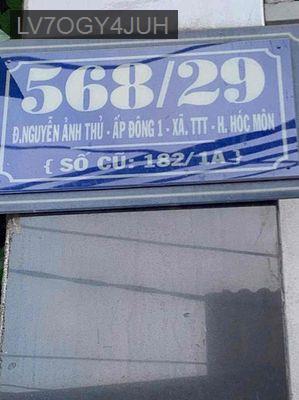 LV7OGY4JUH
568/29
Đ.NGUYỄN ẢNH THỦ - ẤP ĐÔNG 1 - XÃ. TTT - H. HÓC MÔN
{ SỐ CŨ: 182/1A }